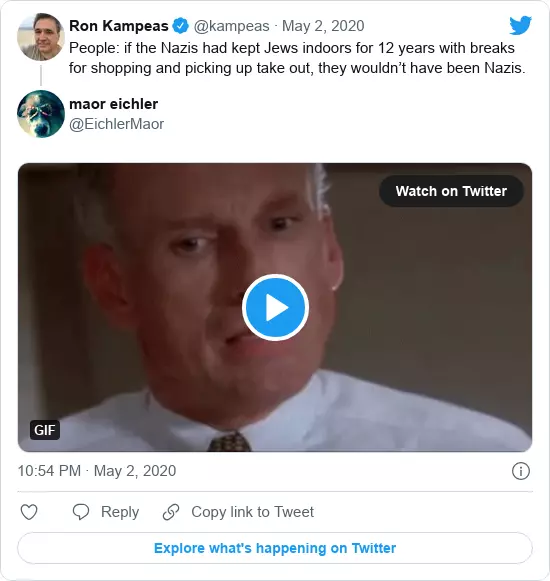 Ron Kampeas @kampeas · May 2, 2020
People: if the Nazis had kept Jews indoors for 12 years with breaks
for shopping and picking up take out, they wouldn’t have been Nazis.
maor eichler
@EichlerMaor
Watch on Twitter
GIF
10:54 PM · May 2, 2020
Reply
Copy link to Tweet
Explore what's happening on Twitter